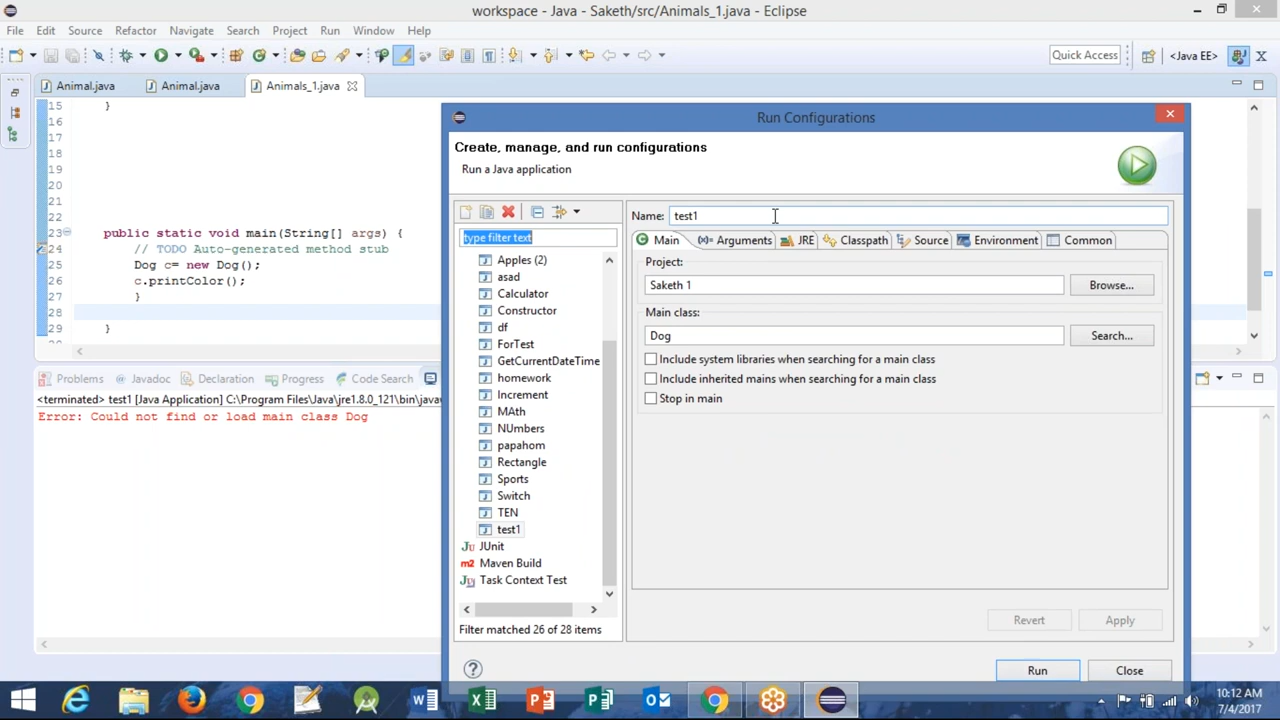 workspace - Java - Saketh/src/Animals_1.java - Eclipse
File Edit Source Refactor Navigate Search Project Run Window Help
Quick Access <Java EE>
Animal.java Animal.java Animals_1.java
15 }
16
17
18
19
20
21
22
23 public static void main(String[] args) {
24 // TODO Auto-generated method stub
25 Dog c= new Dog();
26 c.printColor();
27 }
28
29 }
Problems Javadoc Declaration Progress Code Search
<terminated> test1 [Java Application] C:\Program Files\Java\jre1.8.0_121\bin\java
Error: Could not find or load main class Dog
Run Configurations
Create, manage, and run configurations
Run a Java application
type filter text
Apples (2)
asad
Calculator
Constructor
df
ForTest
GetCurrentDateTime
homework
Increment
MAth
NUmbers
papahom
Rectangle
Sports
Switch
TEN
test1
JUnit
Maven Build
Task Context Test
Filter matched 26 of 28 items
Name: test1
Main Arguments JRE Classpath Source Environment Common
Project:
Saketh 1 Browse...
Main class:
Dog Search...
Include system libraries when searching for a main class
Include inherited mains when searching for a main class
Stop in main
Revert Apply
Run Close
10:12 AM
7/4/2017